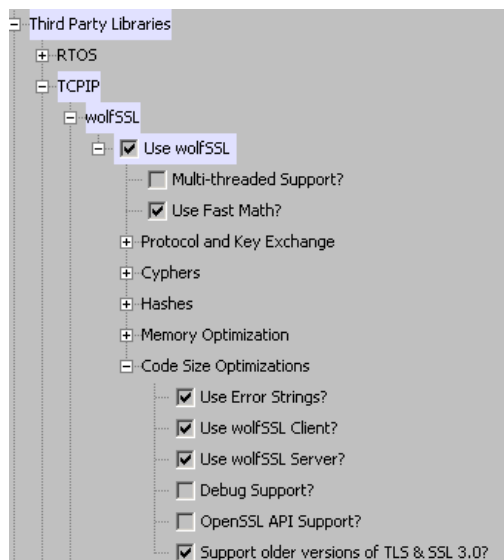 Third Party Libraries
RTOS
TCPIP
wolfSSL
Use wolfSSL
Multi-threaded Support?
Use Fast Math?
Protocol and Key Exchange
Cyphers
Hashes
Memory Optimization
Code Size Optimizations
Use Error Strings?
Use wolfSSL Client?
Use wolfSSL Server?
Debug Support?
OpenSSL API Support?
Support older versions of TLS & SSL 3.0?